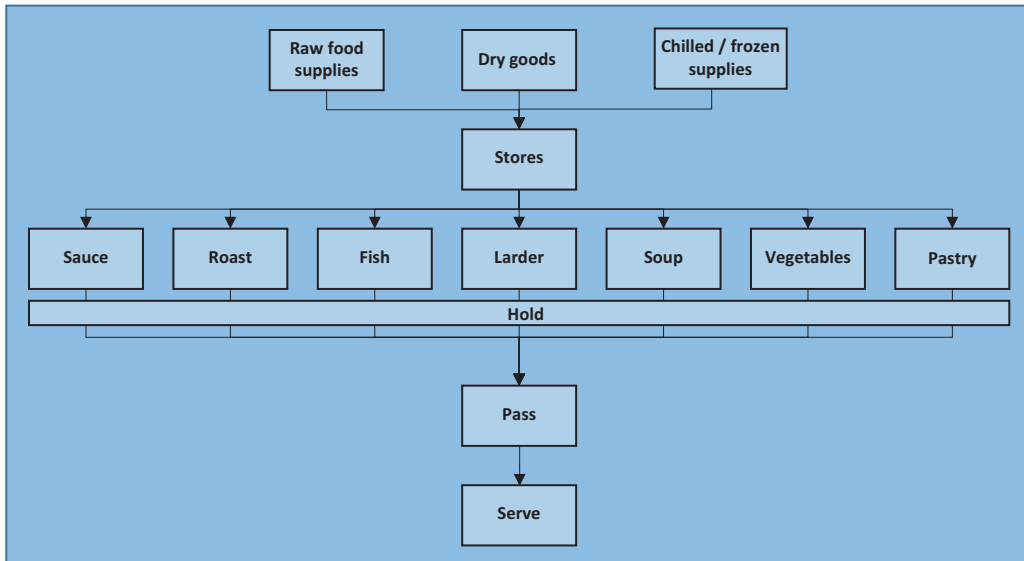 Raw food
supplies
Dry goods
Chilled / frozen
supplies
Stores
Sauce
Roast
Fish
Larder
Soup
Vegetables
Pastry
Hold
Pass
Serve